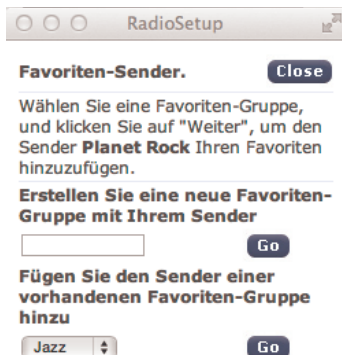 RadioSetup
Favoriten-Sender. Close
Wählen Sie eine Favoriten-Gruppe,
und klicken Sie auf "Weiter", um den
Sender Planet Rock Ihren Favoriten
hinzuzufügen.
Erstellen Sie eine neue Favoriten-
Gruppe mit Ihrem Sender
Go
Fügen Sie den Sender einer
vorhandenen Favoriten-Gruppe
hinzu
Jazz Go